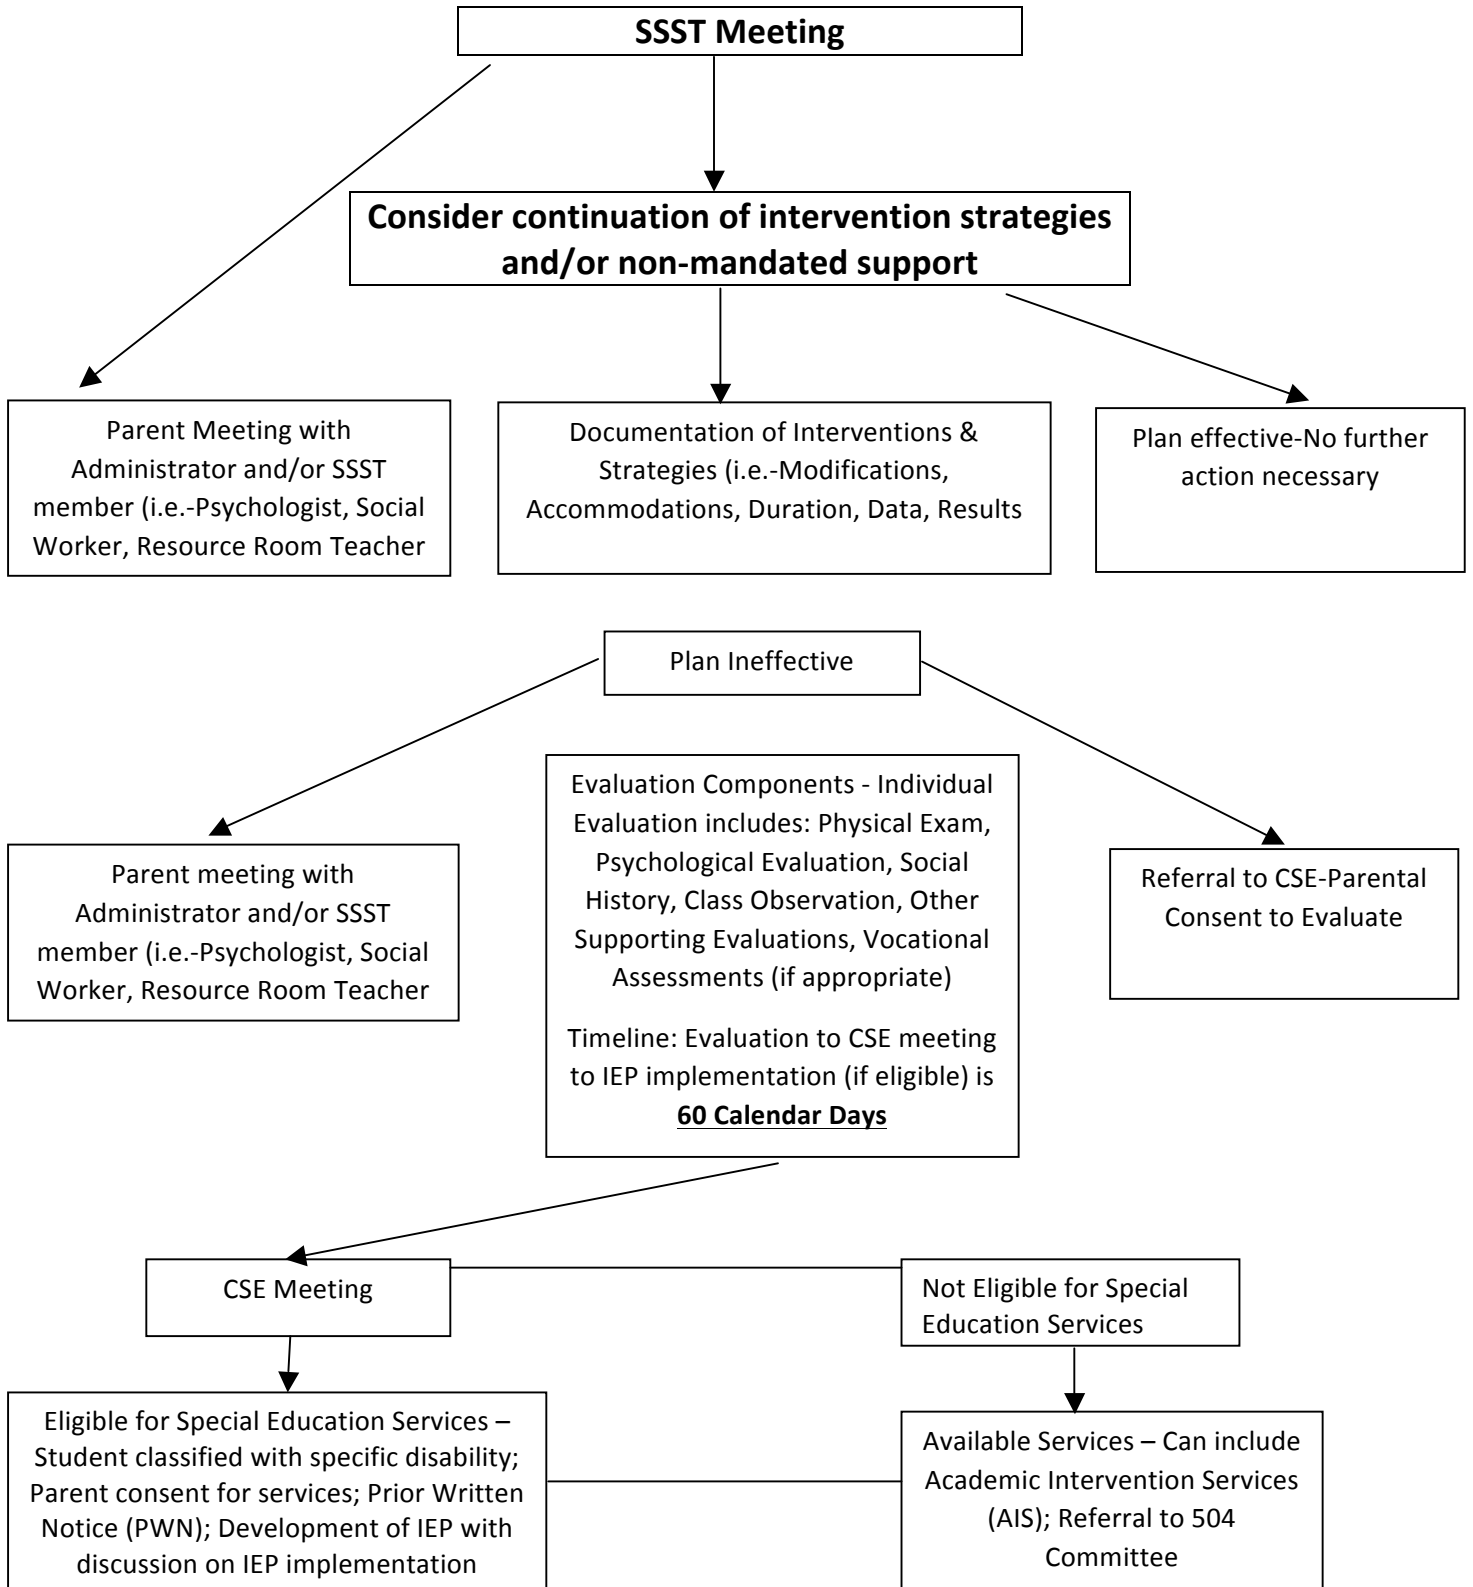 SSST Meeting
Consider continuation of intervention strategies
and/or non-mandated support
Parent Meeting with
Administrator and/or SSST
member (i.e.-Psychologist, Social
Worker, Resource Room Teacher
Documentation of Interventions &
Strategies (i.e.-Modifications,
Accommodations, Duration, Data, Results
Plan effective-No further
action necessary
Plan Ineffective
Parent meeting with
Administrator and/or SSST
member (i.e.-Psychologist, Social
Worker, Resource Room Teacher
Evaluation Components - Individual
Evaluation includes: Physical Exam,
Psychological Evaluation, Social
History, Class Observation, Other
Supporting Evaluations, Vocational
Assessments (if appropriate)
Timeline: Evaluation to CSE meeting
to IEP implementation (if eligible) is
60 Calendar Days
Referral to CSE-Parental
Consent to Evaluate
CSE Meeting
Not Eligible for Special
Education Services
Eligible for Special Education Services –
Student classified with specific disability;
Parent consent for services; Prior Written
Notice (PWN); Development of IEP with
discussion on IEP implementation
Available Services – Can include
Academic Intervention Services
(AIS); Referral to 504
Committee